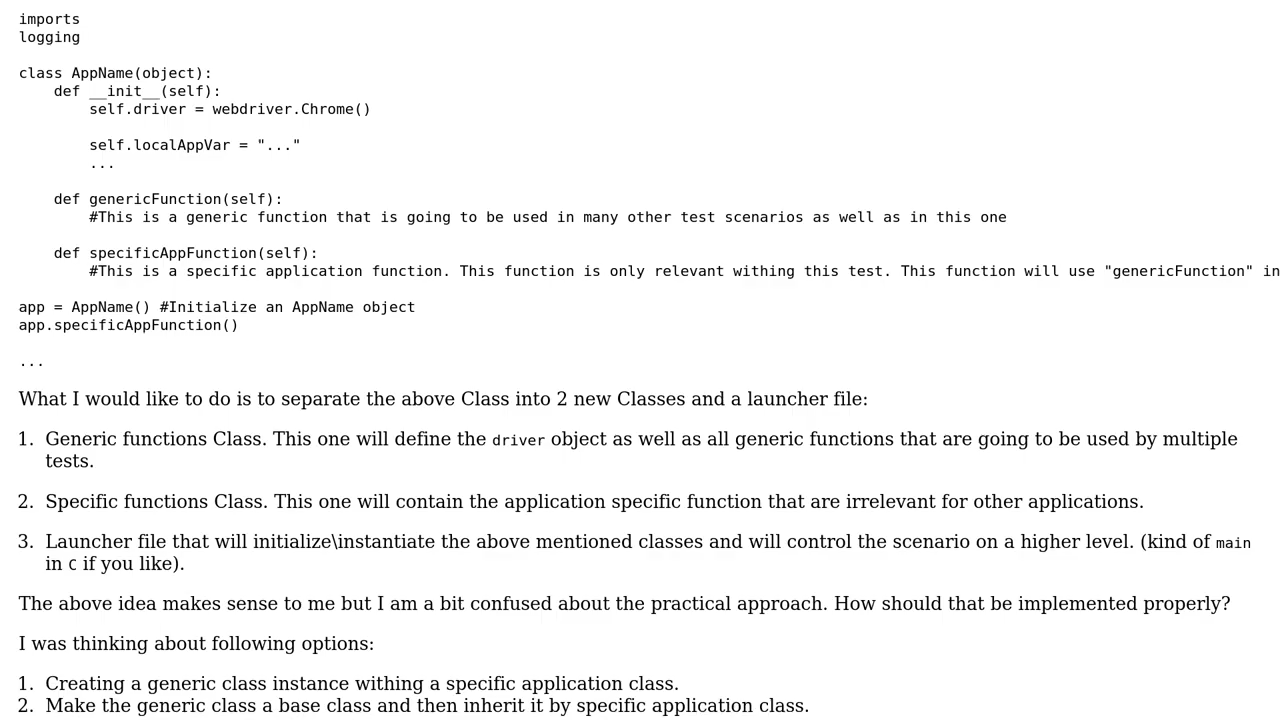 imports
logging
class AppName(object):
def __init__(self):
self.driver = webdriver.Chrome()
self.localAppVar = "..."
...
def genericFunction(self):
#This is a generic function that is going to be used in many other test scenarios as well as in this one
def specificAppFunction(self):
#This is a specific application function. This function is only relevant withing this test. This function will use "genericFunction" in
app = AppName() #Initialize an AppName object
app.specificAppFunction()
...
What I would like to do is to separate the above Class into 2 new Classes and a launcher file:
1. Generic functions Class. This one will define the driver object as well as all generic functions that are going to be used by multiple
tests.
2. Specific functions Class. This one will contain the application specific function that are irrelevant for other applications.
3. Launcher file that will initialize\instantiate the above mentioned classes and will control the scenario on a higher level. (kind of main
in C if you like).
The above idea makes sense to me but I am a bit confused about the practical approach. How should that be implemented properly?
I was thinking about following options:
1. Creating a generic class instance withing a specific application class.
2. Make the generic class a base class and then inherit it by specific application class.